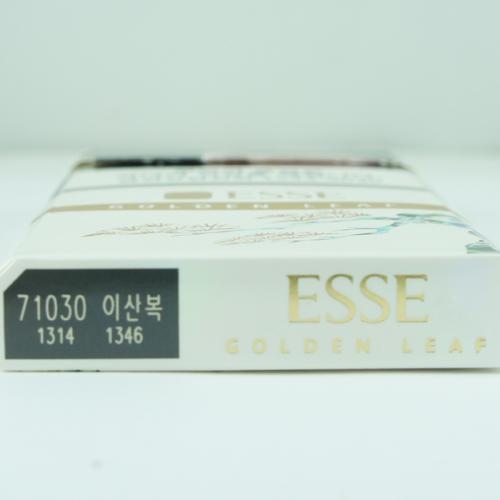 ESSE
GOLDEN LEAF
71030 이산복
1314 1346
ESSE
GOLDEN LEAF